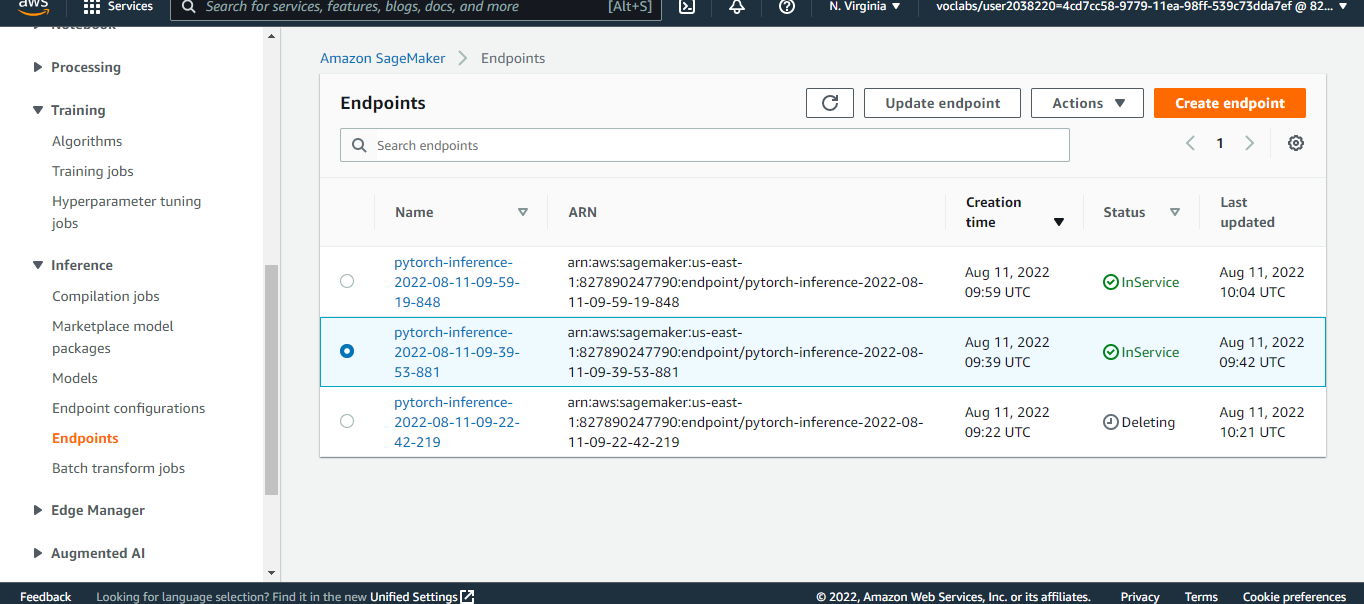 aws
Services
Search for services, features, blogs, docs, and more
[Alt+S]
N. Virginia
voclabs/user2038220=4cd7cc58-9779-11ea-98ff-539c73dda7ef @ 82...
Notebook
Processing
Training
Algorithms
Training jobs
Hyperparameter tuning
jobs
Inference
Compilation jobs
Marketplace model
packages
Models
Endpoint configurations
Endpoints
Batch transform jobs
Edge Manager
Augmented AI
Amazon SageMaker
Endpoints
Endpoints
Update endpoint
Actions
Create endpoint
Search endpoints
1
Name
ARN
Creation
time
Status
Last
updated
pytorch-inference-
2022-08-11-09-59-
19-848
arn:aws:sagemaker:us-east-
1:827890247790:endpoint/pytorch-inference-2022-08-
11-09-59-19-848
Aug 11, 2022
09:59 UTC
InService
Aug 11, 2022
10:04 UTC
pytorch-inference-
2022-08-11-09-39-
53-881
arn:aws:sagemaker:us-east-
1:827890247790:endpoint/pytorch-inference-2022-08-
11-09-39-53-881
Aug 11, 2022
09:39 UTC
InService
Aug 11, 2022
09:42 UTC
pytorch-inference-
2022-08-11-09-22-
42-219
arn:aws:sagemaker:us-east-
1:827890247790:endpoint/pytorch-inference-2022-08-
11-09-22-42-219
Aug 11, 2022
09:22 UTC
Deleting
Aug 11, 2022
10:21 UTC
Feedback
Looking for language selection? Find it in the new Unified Settings
© 2022, Amazon Web Services, Inc. or its affiliates.
Privacy
Terms
Cookie preferences